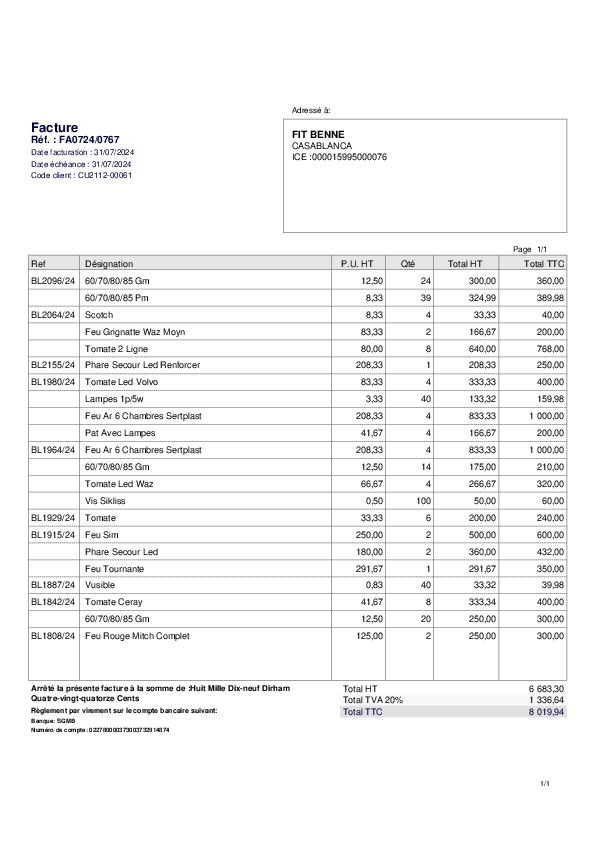 Adressé à:
Facture
Réf. : FA0724/0767
Date facturation : 31/07/2024
Date échéance : 31/07/2024
Code client : CU2112-00061
FIT BENNE
CASABLANCA
ICE :000015995000076
Page 1/1
Ref Désignation P.U. HT Qté Total HT Total TTC
BL2096/24 60/70/80/85 Gm 12,50 24 300,00 360,00
60/70/80/85 Pm 8,33 39 324,99 389,98
BL2064/24 Scotch 8,33 4 33,33 40,00
Feu Grignatte Waz Moyn 83,33 2 166,67 200,00
Tomate 2 Ligne 80,00 8 640,00 768,00
BL2155/24 Phare Secour Led Renforcer 208,33 1 208,33 250,00
BL1980/24 Tomate Led Volvo 83,33 4 333,33 400,00
Lampes 1p/5w 3,33 40 133,32 159,98
Feu Ar 6 Chambres Sertplast 208,33 4 833,33 1 000,00
Pat Avec Lampes 41,67 4 166,67 200,00
BL1964/24 Feu Ar 6 Chambres Sertplast 208,33 4 833,33 1 000,00
60/70/80/85 Gm 12,50 14 175,00 210,00
Tomate Led Waz 66,67 4 266,67 320,00
Vis Sikliss 0,50 100 50,00 60,00
BL1929/24 Tomate 33,33 6 200,00 240,00
BL1915/24 Feu Sim 250,00 2 500,00 600,00
Phare Secour Led 180,00 2 360,00 432,00
Feu Tournante 291,67 1 291,67 350,00
BL1887/24 Vusible 0,83 40 33,32 39,98
BL1842/24 Tomate Ceray 41,67 8 333,34 400,00
60/70/80/85 Gm 12,50 20 250,00 300,00
BL1808/24 Feu Rouge Mitch Complet 125,00 2 250,00 300,00
Arrêté la présente facture à la somme de :Huit Mille Dix-neuf Dirham
Quatre-vingt-quatorze Cents
Règlement par virement sur le compte bancaire suivant:
Banque: SGMB
Numéro de compte: 022780000373003732914874
Total HT 6 683,30
Total TVA 20% 1 336,64
Total TTC 8 019,94
1/1